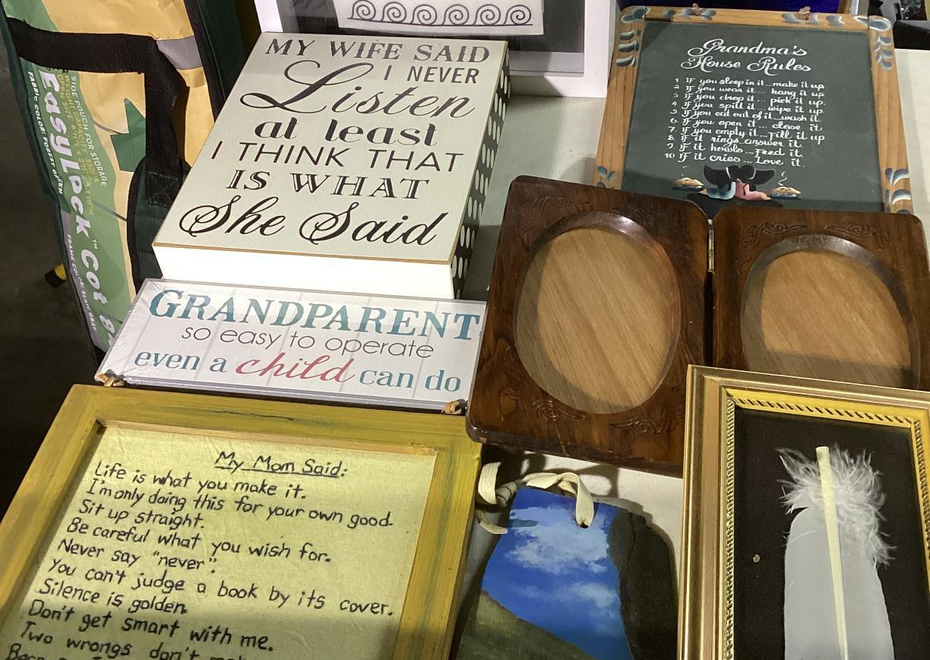 MY WIFE SAID
I NEVER
Listen
at least
I THINK THAT
IS WHAT
She Said
Grandma's
House Rules
1 If you sleep in it... make it up
2 If you wear it... hang it up
3 If you drop it... pick it up
4 If you spill it... wipe it up
5 If you eat out of it... wash it
6 If you open it... close it
7 If you empty it... fill it up
8 If it rings answer it
9 If it howls... Feed it
10 If it cries... Love it
GRANDPARENT
so easy to operate
even a child can do
My Mom Said:
Life is what you make it.
I'm only doing this for your own good.
Sit up straight.
Be careful what you wish for.
Never say "never".
You can't judge a book by its cover.
Silence is golden.
Don't get smart with me.
Two wrongs don't
SIDE POUCH FOR STORAGE
EasyPack™ Cot